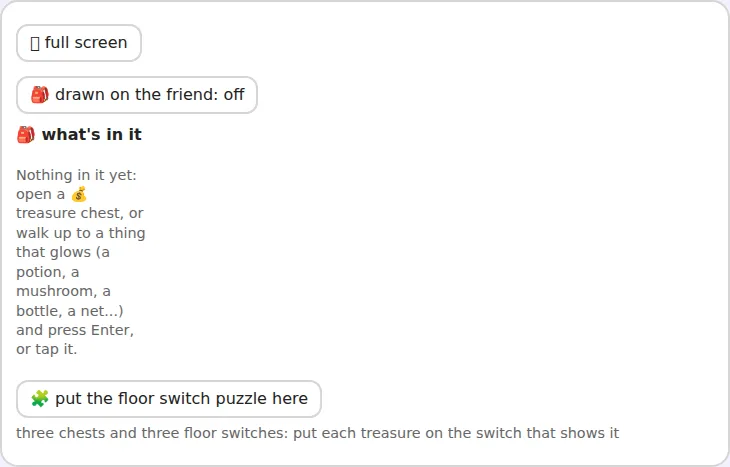 full screen
🎒 drawn on the friend: off
🎒 what's in it
Nothing in it yet:
open a 💰
treasure chest, or
walk up to a thing
that glows (a
potion, a
mushroom, a
bottle, a net...)
and press Enter,
or tap it.
🧩 put the floor switch puzzle here
three chests and three floor switches: put each treasure on the switch that shows it